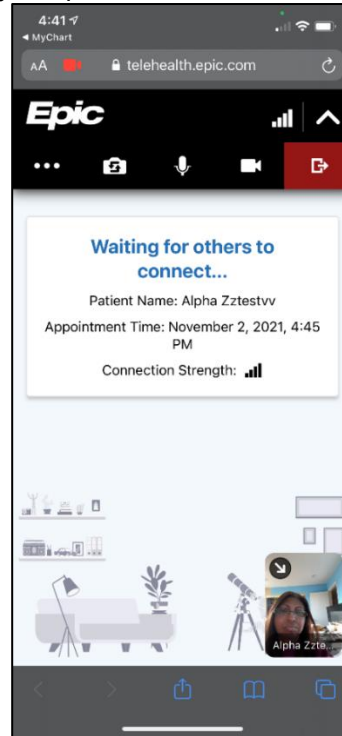 4:41
◀ MyChart
AA telehealth.epic.com
Epic
Waiting for others to
connect...
Patient Name: Alpha Zztestvv
Appointment Time: November 2, 2021, 4:45
PM
Connection Strength:
Alpha Zzte...